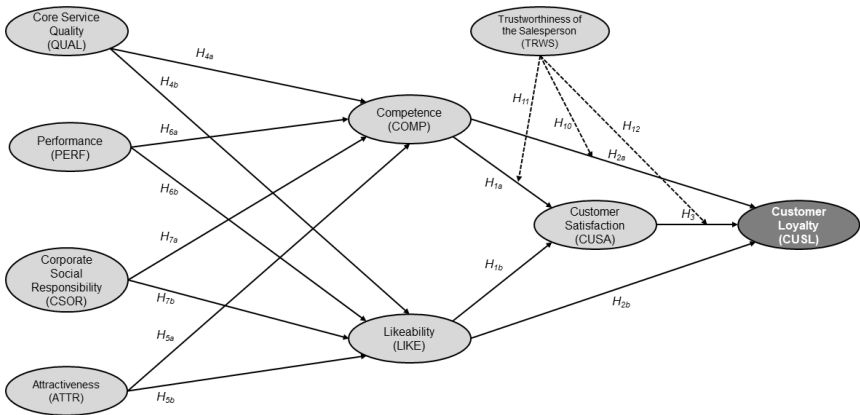 Core Service
Quality
(QUAL)
Trustworthiness of
the Salesperson
(TRWS)
H4a
H4b
H11
H10
H12
Competence
(COMP)
H6a
Performance
(PERF)
H2a
H6b
H1a
Customer
Satisfaction
(CUSA)
H3
Customer
Loyalty
(CUSL)
H7a
Corporate
Social
Responsibility
(CSOR)
H1b
H7b
H2b
H5a
Likeability
(LIKE)
Attractiveness
(ATTR)
H5b